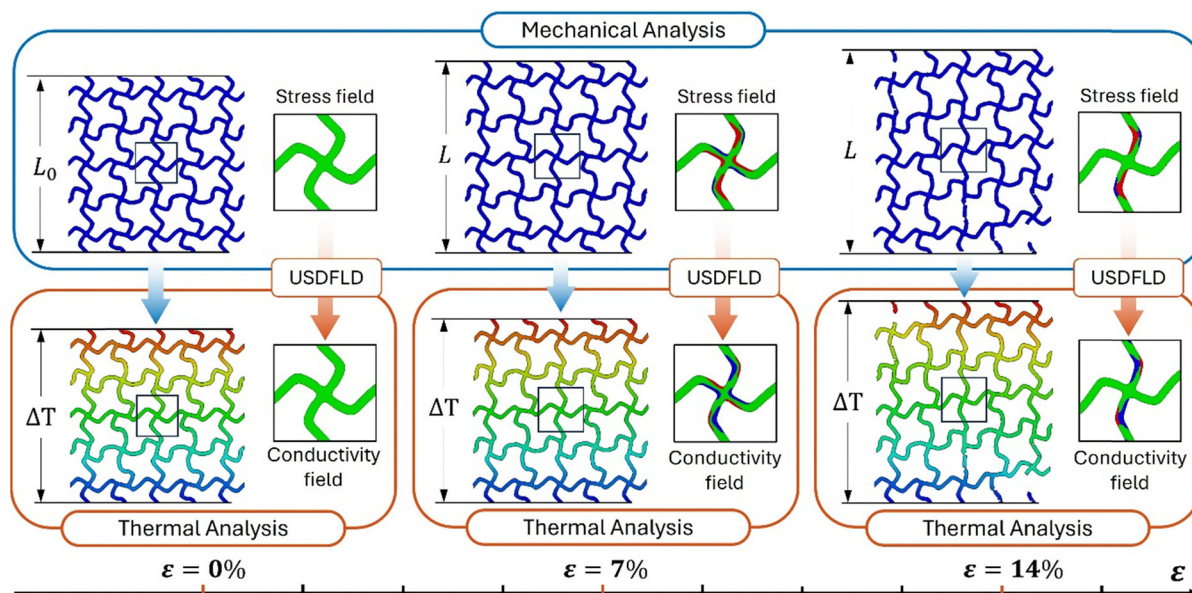 Mechanical Analysis
Stress field
Stress field
Stress field
L₀
L
L
USDFLD
USDFLD
USDFLD
ΔT
ΔT
ΔT
Conductivity
field
Conductivity
field
Conductivity
field
Thermal Analysis
Thermal Analysis
Thermal Analysis
ε = 0%
ε = 7%
ε = 14%
ε